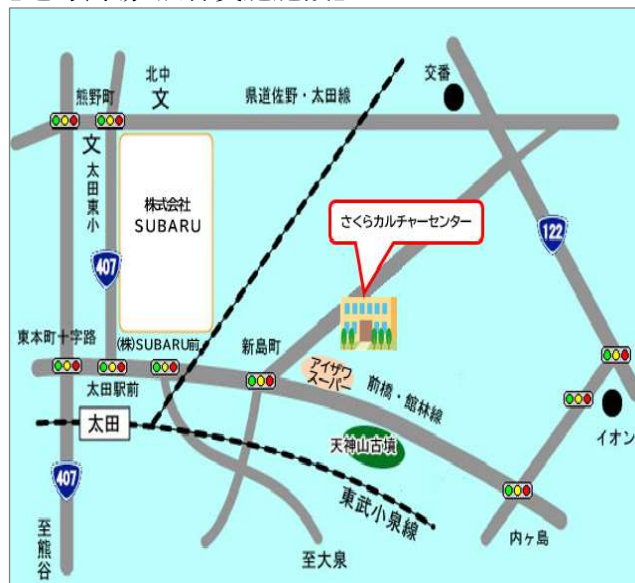 北中
文
熊野町
県道佐野・太田線
交番
文
太田東小
株式会社
SUBARU
さくらカルチャーセンター
122
407
東本町十字路
(株)SUBARU前
新島町
太田駅前
アイザワ
スーパー
前橋・館林線
イオン
太田
天神山古墳
407
東武小泉線
至熊谷
至大泉
内ヶ島